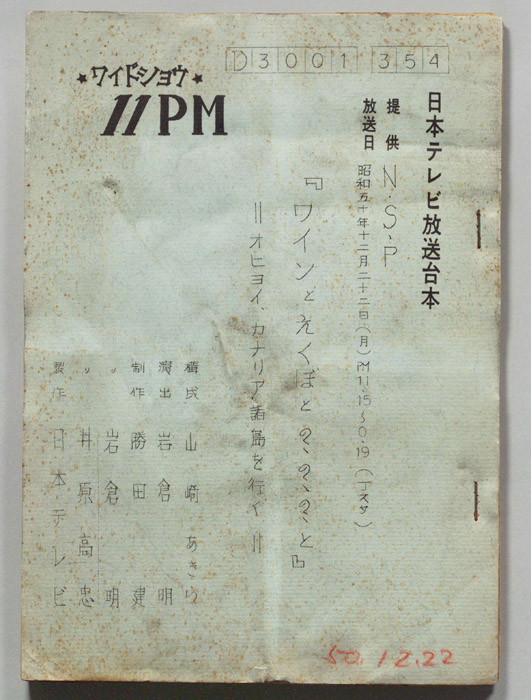 D3001 354
★ワイドショウ★
11PM
日本テレビ放送台本
提供 N.S.P
放送日 昭和五十年十二月二十二日(月)PM11.15〜0.19
『ワインとえくぼと の、の、の、と』
＝オヒョイ、カナリア諸島を行く＝
構成 山崎あきら
演出 岩倉 明
制作 勝田 建
〃 岩倉 明
〃 井原高忠
製作 日本テレビ
50.12.22